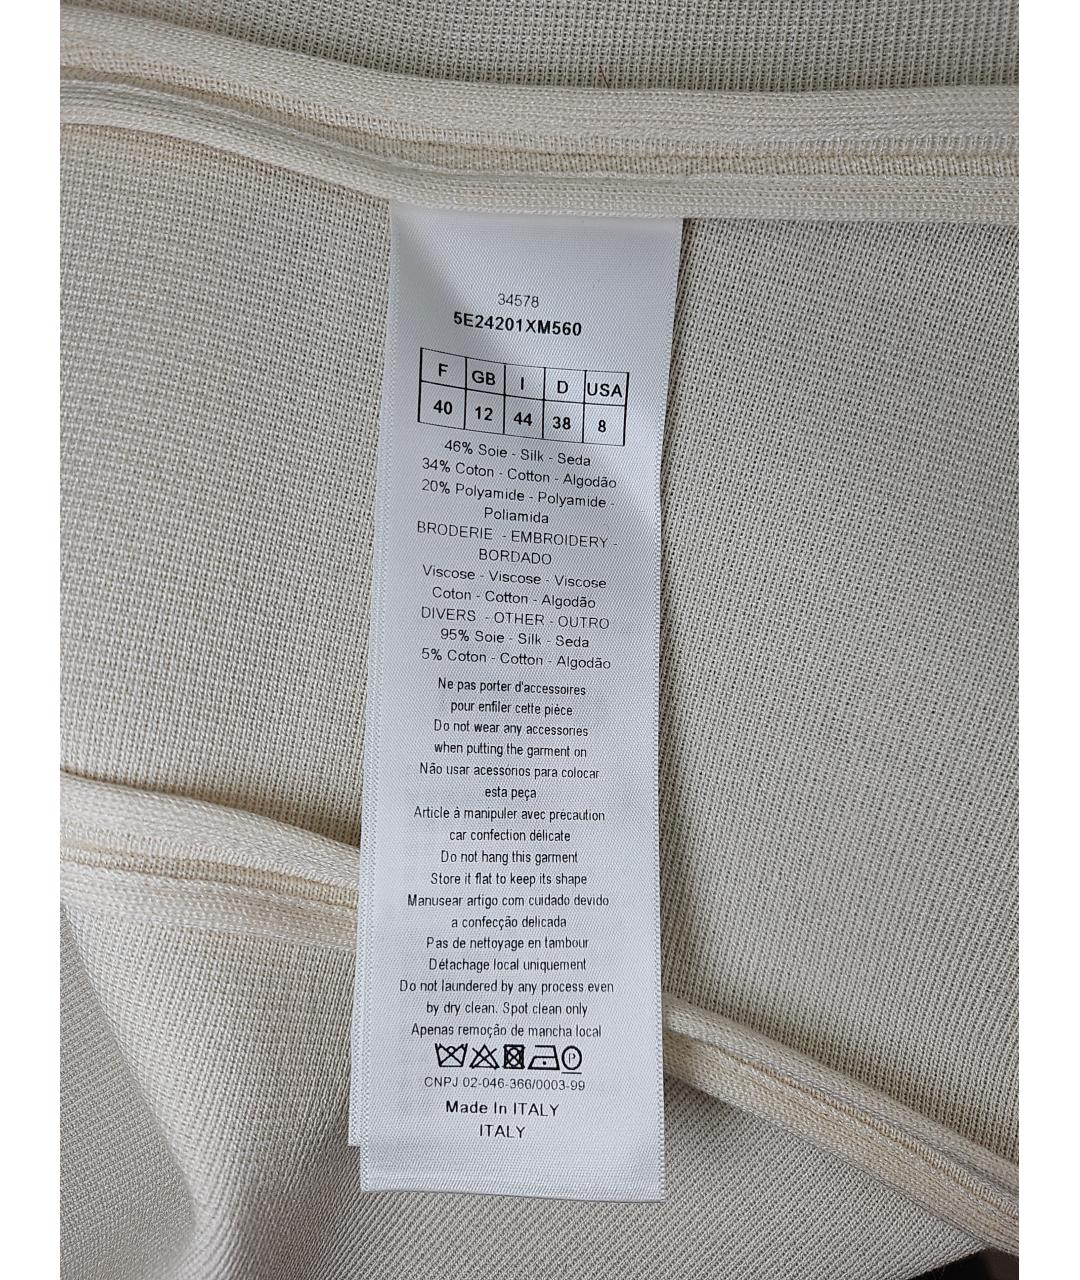 34578
5E24201XM560
F GB I D USA
40 12 44 38 8
46% Soie - Silk - Seda
34% Coton - Cotton - Algodão
20% Polyamide - Polyamide -
Poliamida
BRODERIE - EMBROIDERY -
BORDADO
Viscose - Viscose - Viscose
Coton - Cotton - Algodão
DIVERS - OTHER - OUTRO
95% Soie - Silk - Seda
5% Coton - Cotton - Algodão
Ne pas porter d'accessoires
pour enfiler cette pièce
Do not wear any accessories
when putting the garment on
Não usar acessórios para colocar
esta peça
Article à manipuler avec précaution
car confection délicate
Do not hang this garment
Store it flat to keep its shape
Manusear artigo com cuidado devido
a confecção delicada
Pas de nettoyage en tambour
Détachage local uniquement
Do not laundered by any process even
by dry clean. Spot clean only
Apenas remoção de mancha local
P
CNPJ 02-046-366/0003-99
Made In ITALY
ITALY